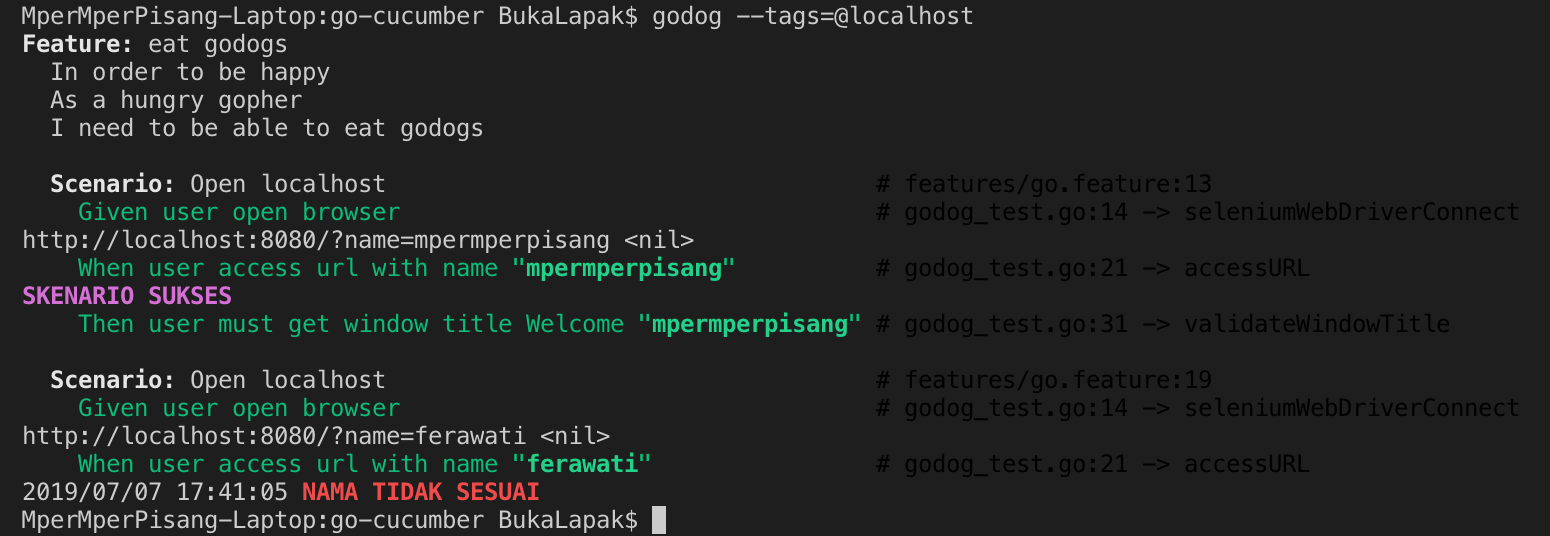 MperMperPisang-Laptop:go-cucumber BukaLapak$ godog --tags=@localhost
Feature: eat godogs
  In order to be happy
  As a hungry gopher
  I need to be able to eat godogs

  Scenario: Open localhost                                   # features/go.feature:13
    Given user open browser                                  # godog_test.go:14 -> seleniumWebDriverConnect
http://localhost:8080/?name=mpermperpisang <nil>
    When user access url with name "mpermperpisang"          # godog_test.go:21 -> accessURL
SKENARIO SUKSES
    Then user must get window title Welcome "mpermperpisang" # godog_test.go:31 -> validateWindowTitle

  Scenario: Open localhost                                   # features/go.feature:19
    Given user open browser                                  # godog_test.go:14 -> seleniumWebDriverConnect
http://localhost:8080/?name=ferawati <nil>
    When user access url with name "ferawati"                # godog_test.go:21 -> accessURL
2019/07/07 17:41:05 NAMA TIDAK SESUAI
MperMperPisang-Laptop:go-cucumber BukaLapak$